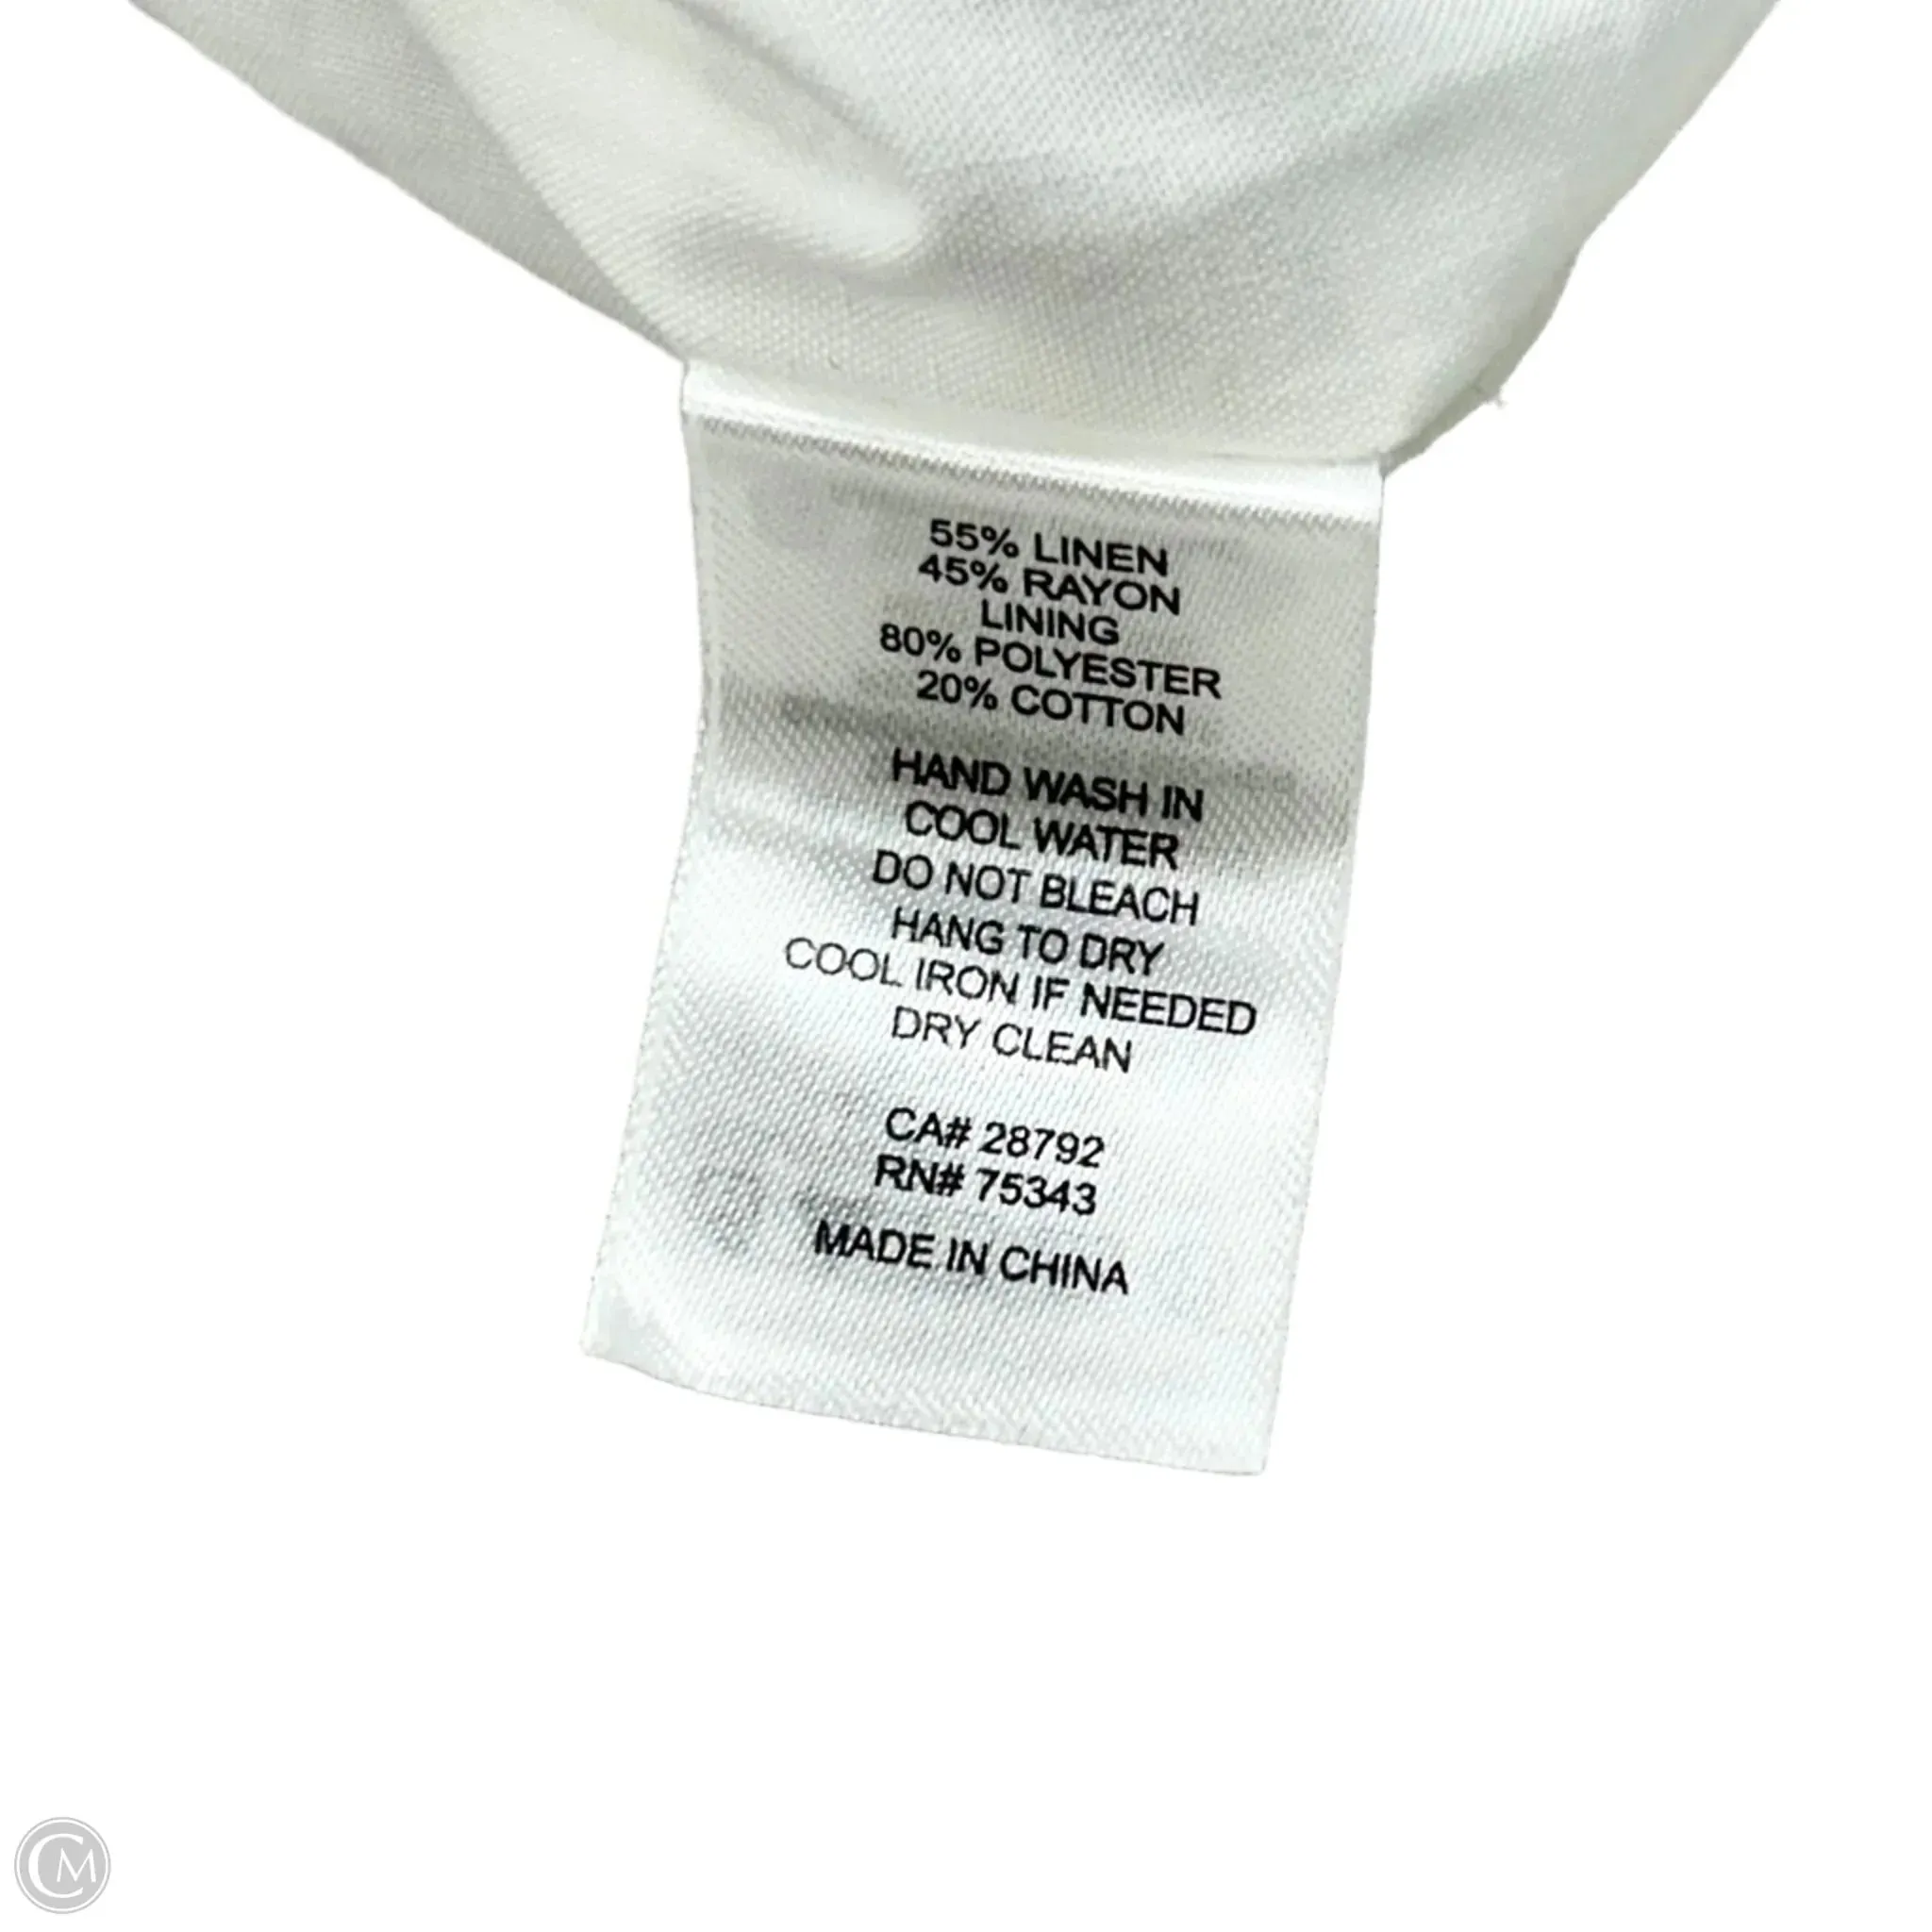 55% LINEN
45% RAYON
LINING
80% POLYESTER
20% COTTON
HAND WASH IN
COOL WATER
DO NOT BLEACH
HANG TO DRY
COOL IRON IF NEEDED
DRY CLEAN
CA# 28792
RN# 75343
MADE IN CHINA
CM